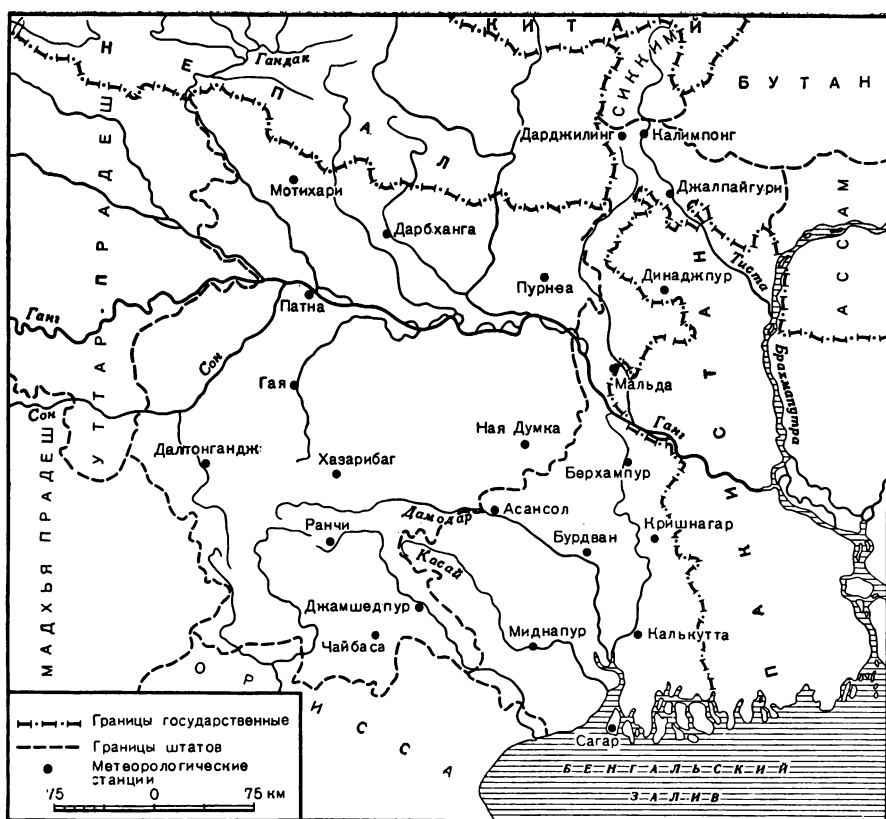 КИТАЙ
НЕПАЛ
Гандак
СИККИМ
БУТАН
Дарджилинг
Калимпонг
УТТАР-ПРАДЕШ
Мотихари
Джалпайгури
АССАМ
Дарбханга
Тиста
Пурнеа
Динаджпур
Патна
Ганг
Сон
Брахмапутра
Гая
Мальда
Сон
Ганг
Ная Думка
МАДХЬЯ ПРАДЕШ
Далтонгандж
Хазарибаг
Берхампур
ПАКИСТАН
Дамодар
Асансол
Ранчи
Бурдван
Кришнагар
Касай
Джамшедпур
Чайбаса
Миднапур
Калькутта
ОРИССА
Сагар
БЕНГАЛЬСКИЙ
ЗАЛИВ
Границы государственные
Границы штатов
Метеорологические
станции
75 0 75 км